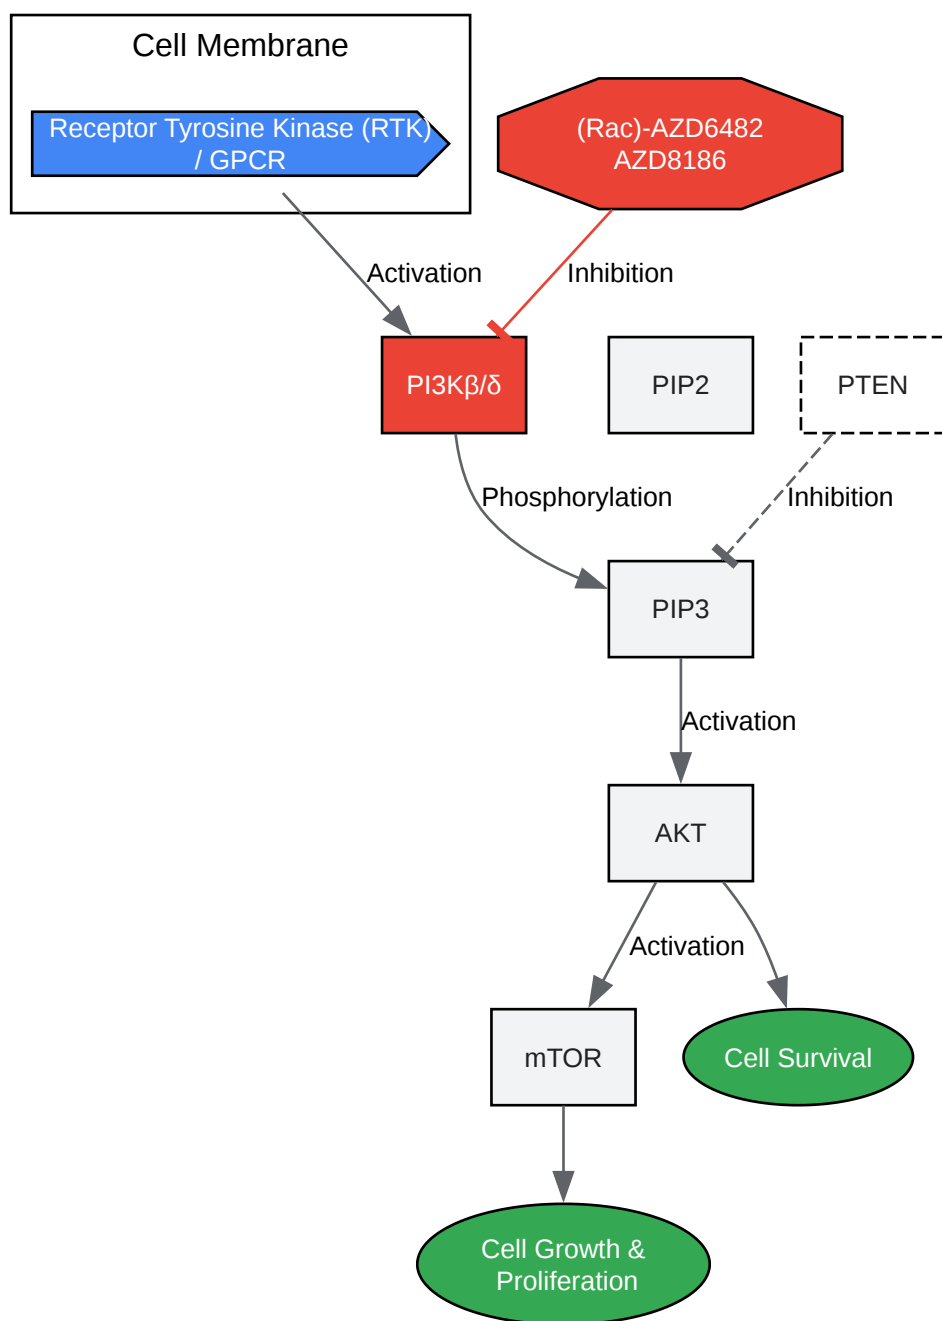 Cell Membrane
Receptor Tyrosine Kinase (RTK)
/ GPCR
(Rac)-AZD6482
AZD8186
Activation
Inhibition
PI3Kβ/δ
PIP2
PTEN
Phosphorylation
Inhibition
PIP3
Activation
AKT
Activation
mTOR
Cell Survival
Cell Growth &
Proliferation